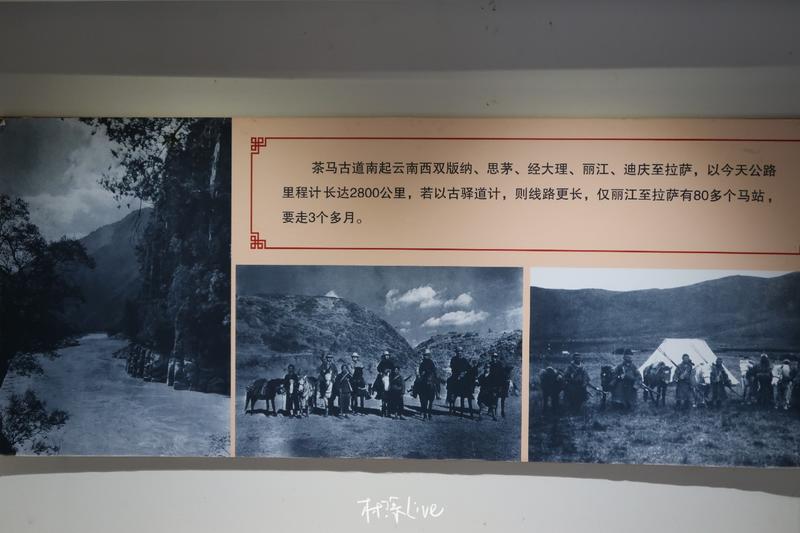 茶马古道南起云南西双版纳、思茅、经大理、丽江、迪庆至拉萨，以今天公路
里程计长达2800公里，若以古驿道计，则线路更长，仅丽江至拉萨有80多个马站，
要走3个多月。
村深Live